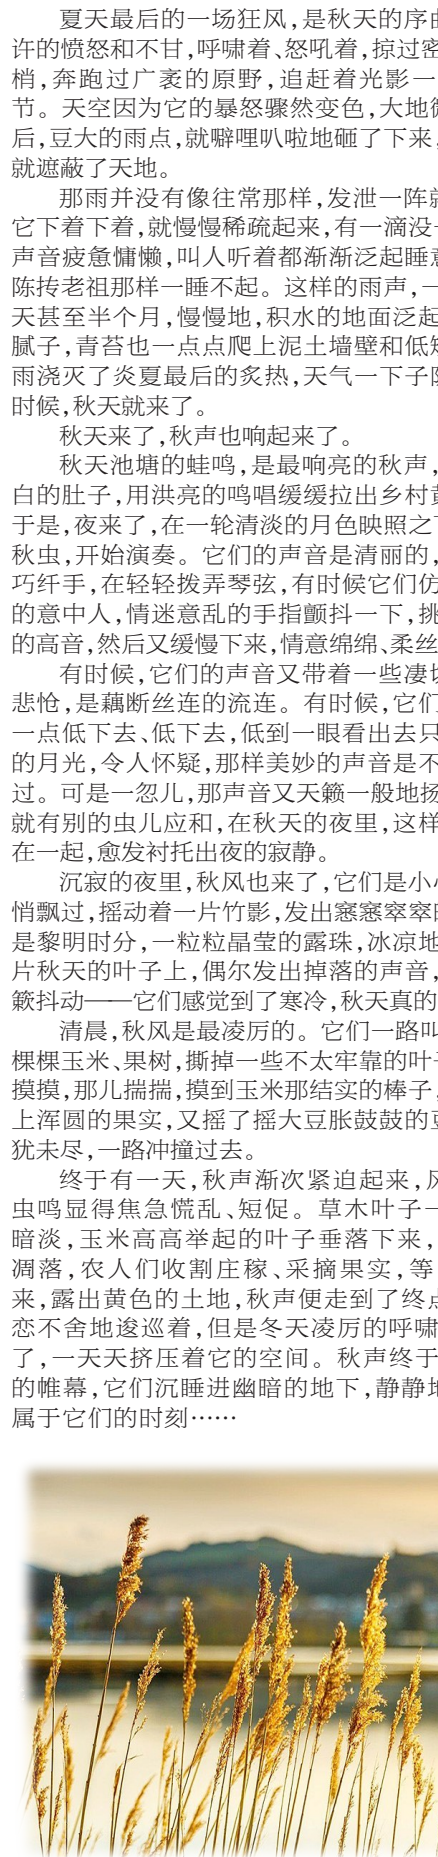 夏天最后的一场狂风,是秋天的序曲
许的愤怒和不甘,呼啸着、怒吼着,掠过密
梢,奔跑过广袤的原野,追赶着光影一
节。天空因为它的暴怒骤然变色,大地微
后,豆大的雨点,就噼哩叭啦地砸了下来,
就遮蔽了天地。
那雨并没有像往常那样,发泄一阵就
它下着下着,就慢慢稀疏起来,有一滴没一
声音疲惫慵懒,叫人听着都渐渐泛起睡意
陈抟老祖那样一睡不起。这样的雨声,一
天甚至半个月,慢慢地,积水的地面泛起
腻子,青苔也一点点爬上泥土墙壁和低矮
雨浇灭了炎夏最后的炙热,天气一下子阴
时候,秋天就来了。
秋天来了,秋声也响起来了。
秋天池塘的蛙鸣,是最响亮的秋声,
白的肚子,用洪亮的鸣唱缓缓拉出乡村黄
于是,夜来了,在一轮清淡的月色映照之下
秋虫,开始演奏。它们的声音是清丽的,
巧纤手,在轻轻拨弄琴弦,有时候它们仿
的意中人,情迷意乱的手指颤抖一下,挑
的高音,然后又缓慢下来,情意绵绵、柔丝
有时候,它们的声音又带着一些凄切
悲怆,是藕断丝连的流连。有时候,它们
一点低下去、低下去,低到一眼看出去只
的月光,令人怀疑,那样美妙的声音是不
过。可是一忽儿,那声音又天籁一般地扬
就有别的虫儿应和,在秋天的夜里,这样
在一起,愈发衬托出夜的寂静。
沉寂的夜里,秋风也来了,它们是小心
悄飘过,摇动着一片竹影,发出窸窸窣窣的
是黎明时分,一粒粒晶莹的露珠,冰凉地
片秋天的叶子上,偶尔发出掉落的声音,
簌抖动——它们感觉到了寒冷,秋天真的
清晨,秋风是最凌厉的。它们一路叫
棵棵玉米、果树,撕掉一些不太牢靠的叶子
摸摸,那儿揣揣,摸到玉米那结实的棒子,
上浑圆的果实,又摇了摇大豆胀鼓鼓的豆
犹未尽,一路冲撞过去。
终于有一天,秋声渐次紧迫起来,风
虫鸣显得焦急慌乱、短促。草木叶子一
暗淡,玉米高高举起的叶子垂落下来,
凋落,农人们收割庄稼、采摘果实,等
来,露出黄色的土地,秋声便走到了终点
恋不舍地逡巡着,但是冬天凌厉的呼啸
了,一天天挤压着它的空间。秋声终于
的帷幕,它们沉睡进幽暗的地下,静静地
属于它们的时刻……